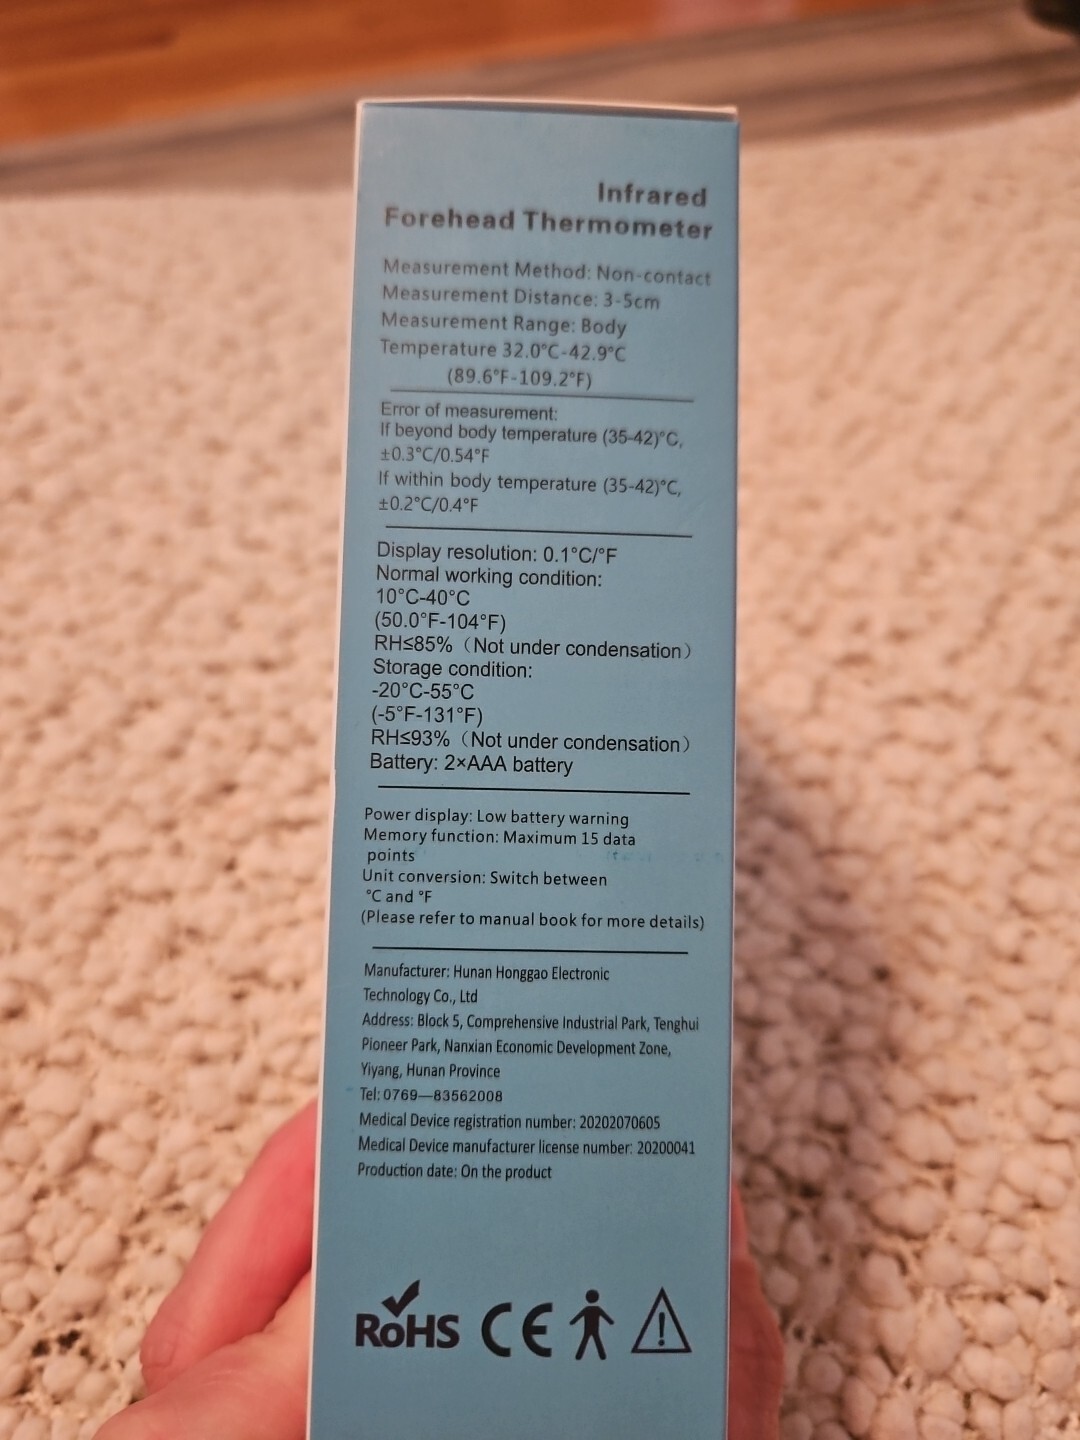 Infrared
Forehead Thermometer
Measurement Method: Non-contact
Measurement Distance: 3-5cm
Measurement Range: Body
Temperature 32.0°C-42.9°C
(89.6°F-109.2°F)
Error of measurement:
If beyond body temperature (35-42)°C,
±0.3°C/0.54°F
If within body temperature (35-42)°C,
±0.2°C/0.4°F
Display resolution: 0.1°C/°F
Normal working condition:
10°C-40°C
(50.0°F-104°F)
RH≤85%（Not under condensation）
Storage condition:
-20°C-55°C
(-5°F-131°F)
RH≤93%（Not under condensation）
Battery: 2×AAA battery
Power display: Low battery warning
Memory function: Maximum 15 data
points
Unit conversion: Switch between
°C and °F
(Please refer to manual book for more details)
Manufacturer: Hunan Honggao Electronic
Technology Co., Ltd
Address: Block 5, Comprehensive Industrial Park, Tenghui
Pioneer Park, Nanxian Economic Development Zone,
Yiyang, Hunan Province
Tel: 0769—83562008
Medical Device registration number: 20202070605
Medical Device manufacturer license number: 20200041
Production date: On the product
RoHS CE